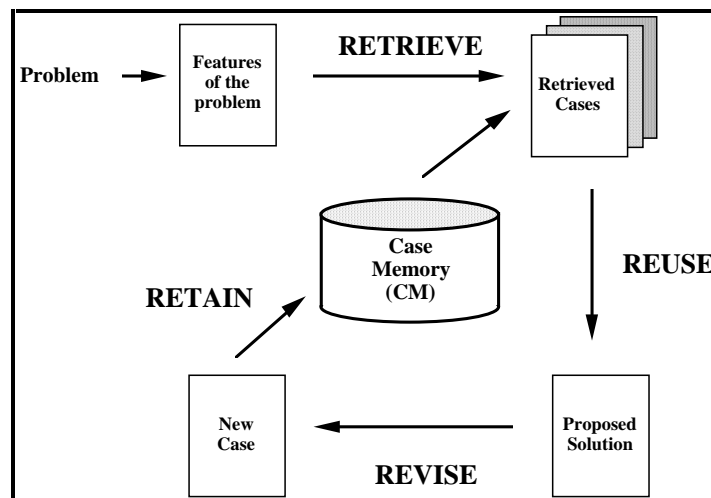 RETRIEVE
Problem
Features
of the
problem
Retrieved
Cases
Case
Memory
(CM)
REUSE
RETAIN
New
Case
Proposed
Solution
REVISE